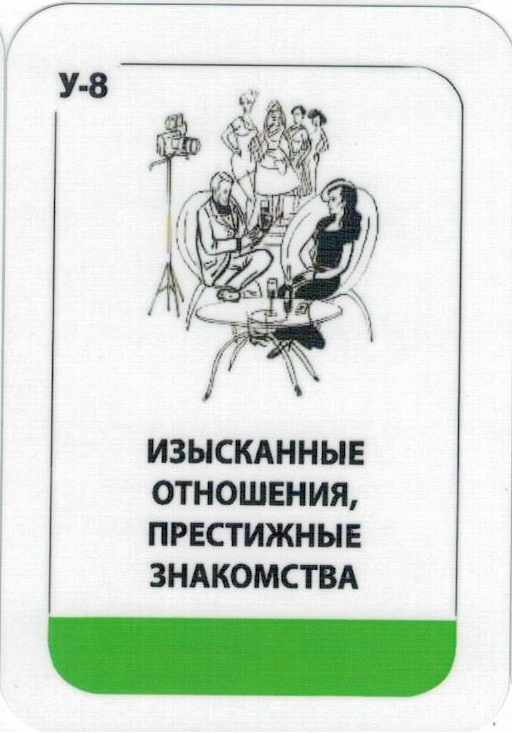 У-8
ИЗЫСКАННЫЕ
ОТНОШЕНИЯ,
ПРЕСТИЖНЫЕ
ЗНАКОМСТВА